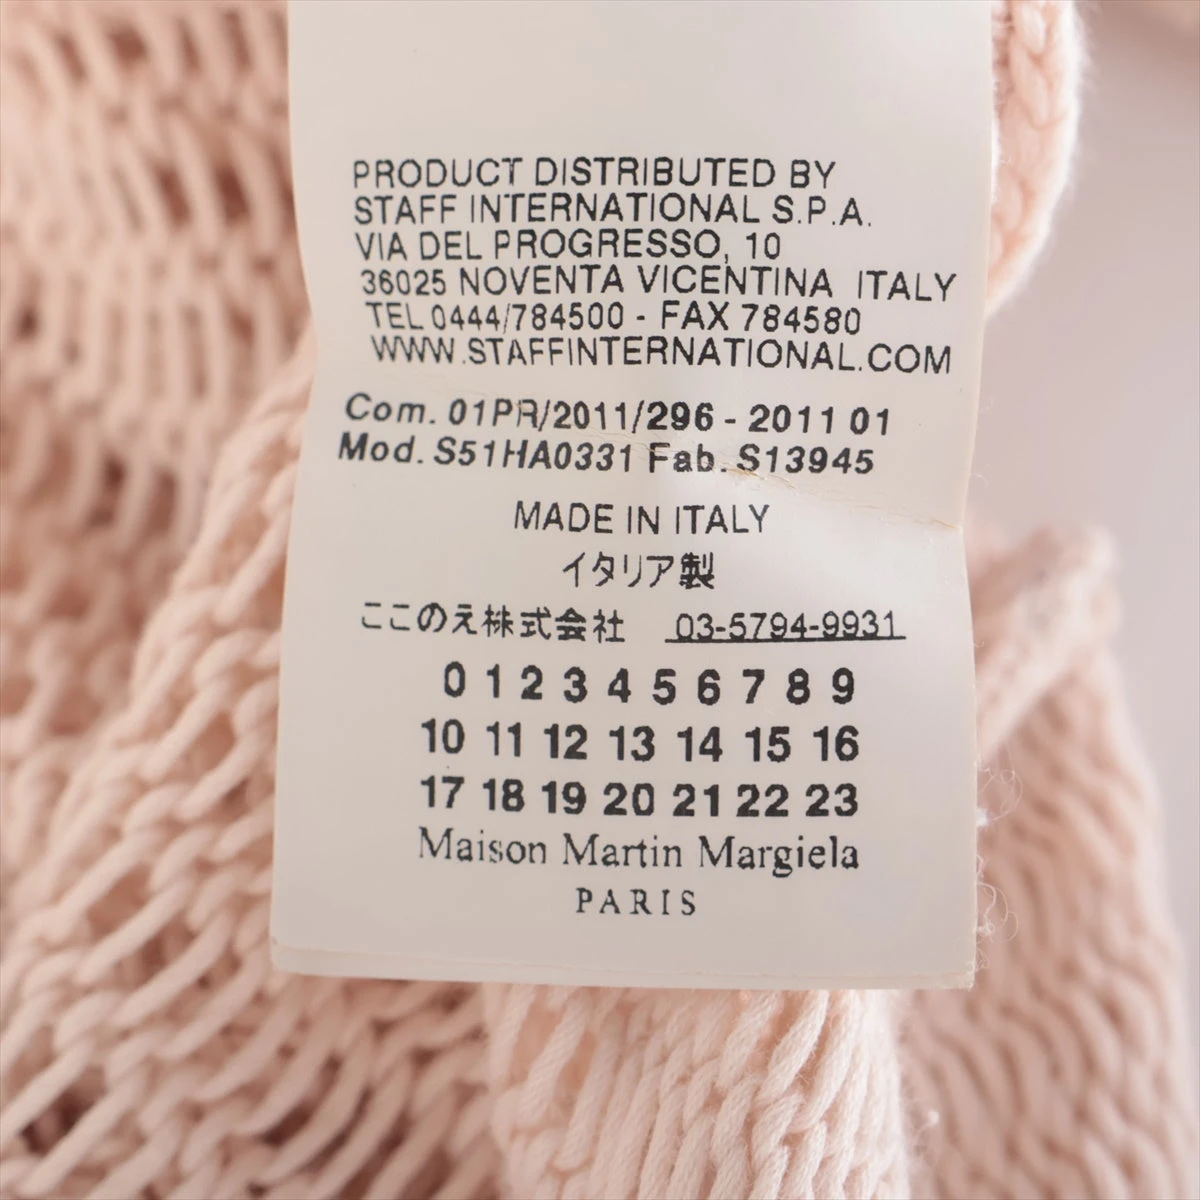 PRODUCT DISTRIBUTED BY
STAFF INTERNATIONAL S.P.A.
VIA DEL PROGRESSO, 10
36025 NOVENTA VICENTINA ITALY
TEL 0444/784500 - FAX 784580
WWW.STAFFINTERNATIONAL.COM
Com. 01PR/2011/296 - 2011 01
Mod. S51HA0331 Fab. S13945
MADE IN ITALY
イタリア製
ここのえ株式会社 03-5794-9931
0 1 2 3 4 5 6 7 8 9
10 11 12 13 14 15 16
17 18 19 20 21 22 23
Maison Martin Margiela
PARIS